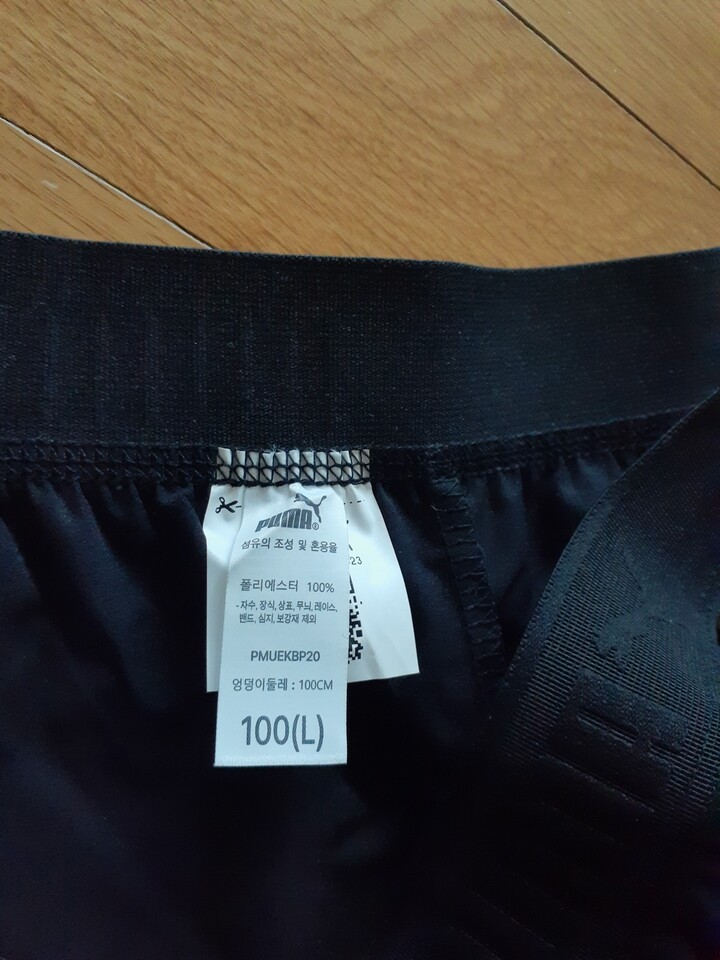 PUMA®
섬유의 조성 및 혼용율
폴리에스터 100%
- 자수, 장식, 상표, 무늬, 레이스,
밴드, 심지, 보강재 제외
PMUEKBP20
엉덩이둘레 : 100CM
100(L)
23